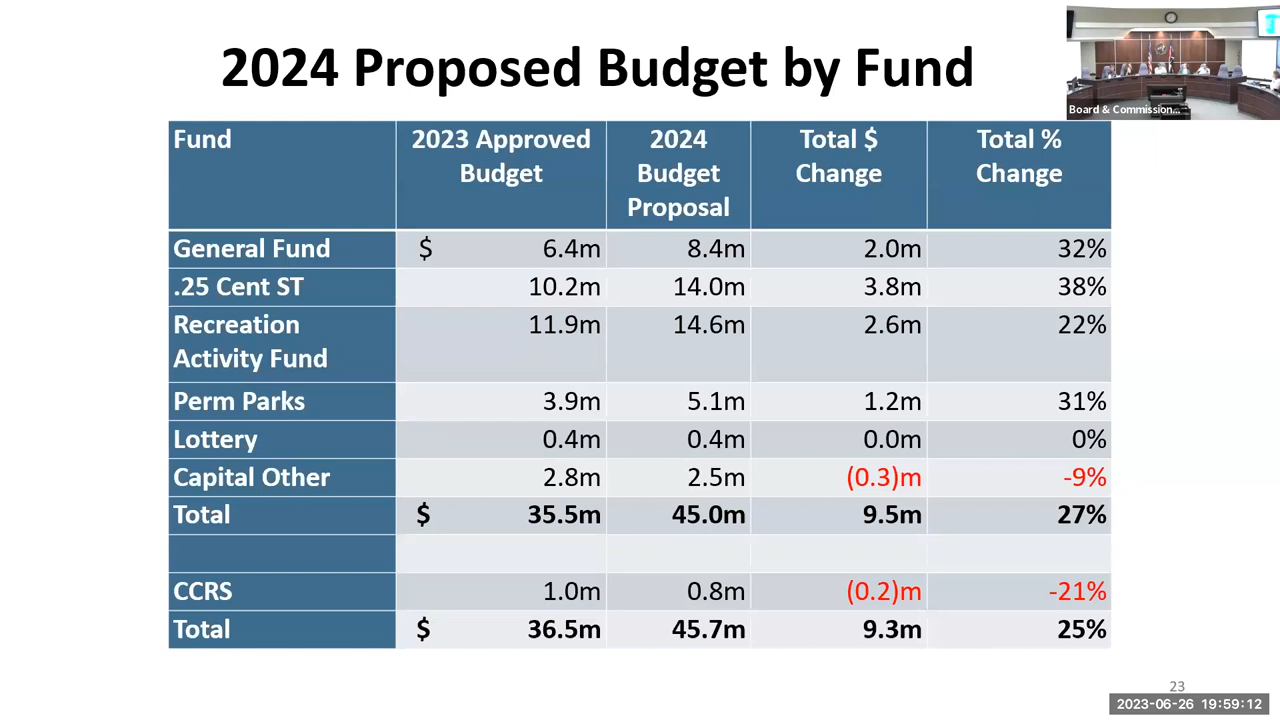 2024 Proposed Budget by Fund
Board & Commission...
Fund 2023 Approved Budget 2024 Budget Proposal Total $ Change Total % Change
General Fund $ 6.4m 8.4m 2.0m 32%
.25 Cent ST 10.2m 14.0m 3.8m 38%
Recreation Activity Fund 11.9m 14.6m 2.6m 22%
Perm Parks 3.9m 5.1m 1.2m 31%
Lottery 0.4m 0.4m 0.0m 0%
Capital Other 2.8m 2.5m (0.3)m -9%
Total $ 35.5m 45.0m 9.5m 27%
CCRS 1.0m 0.8m (0.2)m -21%
Total $ 36.5m 45.7m 9.3m 25%
23
2023-06-26 19:59:12